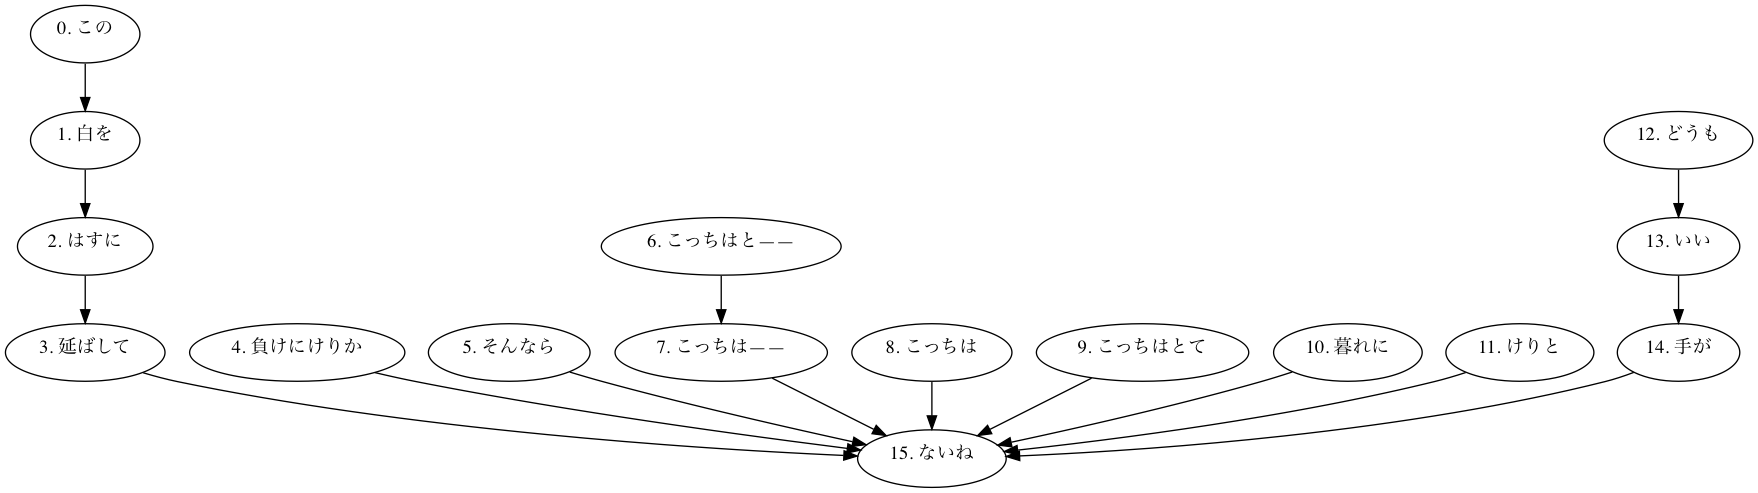 0. この
1. 白を
12. どうも
2. はすに
6. こっちはと——
13. いい
3. 延ばして
4. 負けにけりか
5. そんなら
7. こっちは——
8. こっちは
9. こっちはとて
10. 暮れに
11. けりと
14. 手が
15. ないね